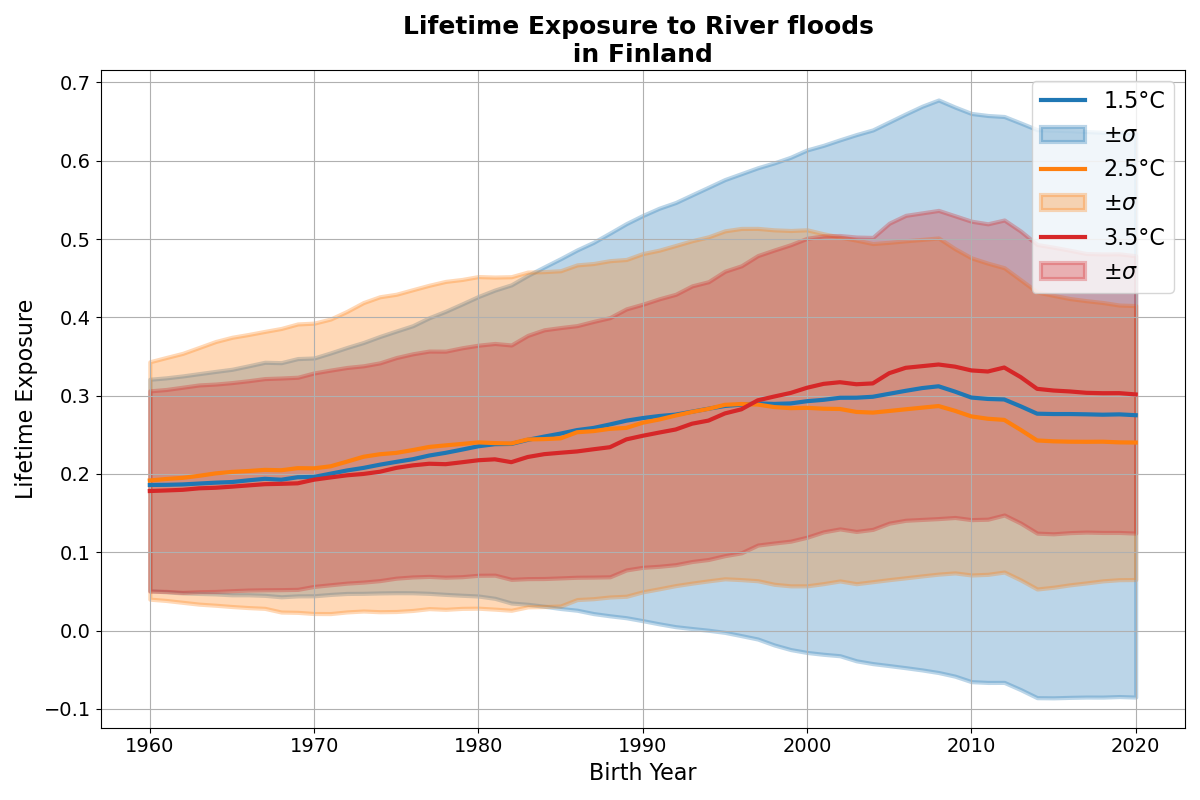 Lifetime Exposure to River floods
in Finland
Lifetime Exposure
0.7
0.6
0.5
0.4
0.3
0.2
0.1
0.0
−0.1
1.5°C
±σ
2.5°C
±σ
3.5°C
±σ
1960 1970 1980 1990 2000 2010 2020
Birth Year